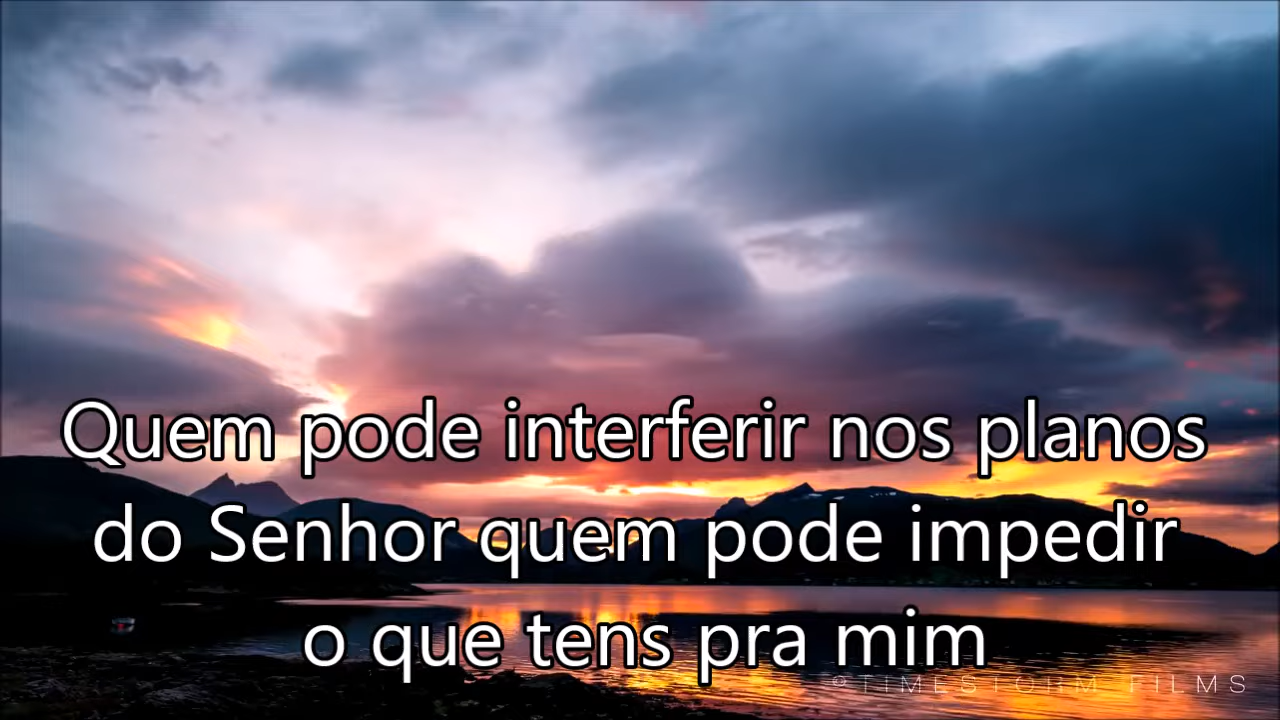 Quem pode interferir nos planos
do Senhor quem pode impedir
o que tens pra mim
©TIMESTORM FILMS